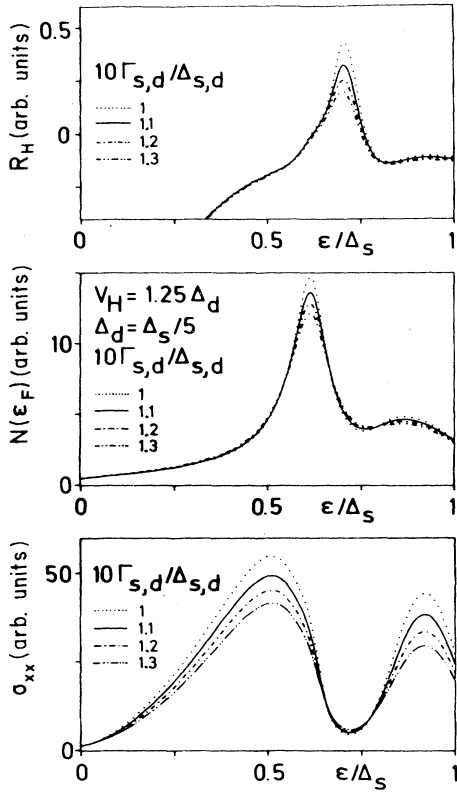 0.5
0
R_H (arb. units)
10Γ_s,d/Δ_s,d
1
1.1
1.2
1.3
0
0.5
ε/Δ_s
1
10
0
N(ε_F) (arb. units)
V_H = 1.25 Δ_d
Δ_d = Δ_s/5
10Γ_s,d/Δ_s,d
1
1.1
1.2
1.3
0
0.5
ε/Δ_s
1
50
0
σ_xx (arb. units)
10Γ_s,d/Δ_s,d
1
1.1
1.2
1.3
0
0.5
ε/Δ_s
1